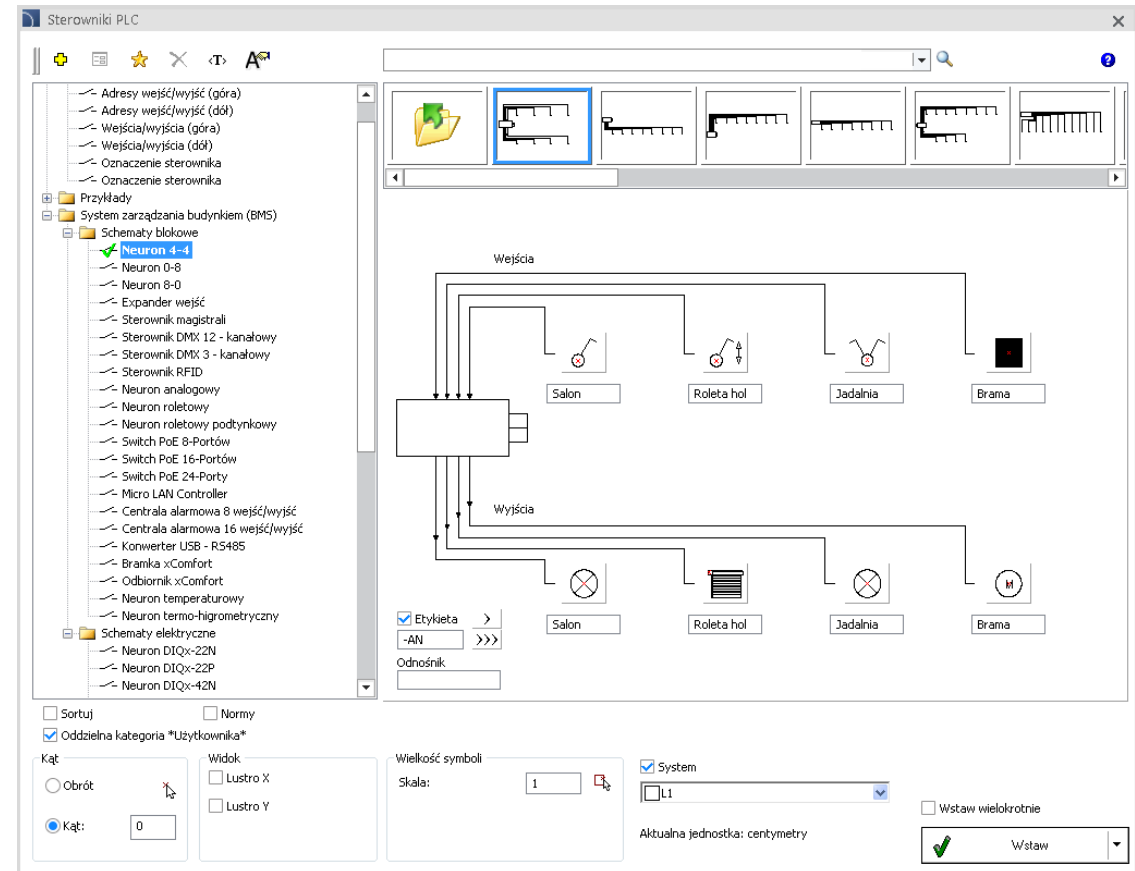 Sterowniki PLC
‹T›
A
?
Adresy wejść/wyjść (góra)
Adresy wejść/wyjść (dół)
Wejścia/wyjścia (góra)
Wejścia/wyjścia (dół)
Oznaczenie sterownika
Oznaczenie sterownika
Przykłady
System zarządzania budynkiem (BMS)
Schematy blokowe
Neuron 4-4
Neuron 0-8
Neuron 8-0
Expander wejść
Sterownik magistrali
Sterownik DMX 12 - kanałowy
Sterownik DMX 3 - kanałowy
Sterownik RFID
Neuron analogowy
Neuron roletowy
Neuron roletowy podtynkowy
Switch PoE 8-Portów
Switch PoE 16-Portów
Switch PoE 24-Porty
Micro LAN Controller
Centrala alarmowa 8 wejść/wyjść
Centrala alarmowa 16 wejść/wyjść
Konwerter USB - RS485
Bramka xComfort
Odbiornik xComfort
Neuron temperaturowy
Neuron termo-higrometryczny
Schematy elektryczne
Neuron DIQx-22N
Neuron DIQx-22P
Neuron DIQx-42N
Wejścia
Salon
Roleta hol
Jadalnia
Brama
Wyjścia
M
Salon
Roleta hol
Jadalnia
Brama
Etykieta >
-AN >>>
Odnośnik
Sortuj
Normy
Oddzielna kategoria *Użytkownika*
Kąt
Obrót
Kąt: 0
Widok
Lustro X
Lustro Y
Wielkość symboli
Skala: 1
System
L1
Aktualna jednostka: centymetry
Wstaw wielokrotnie
Wstaw